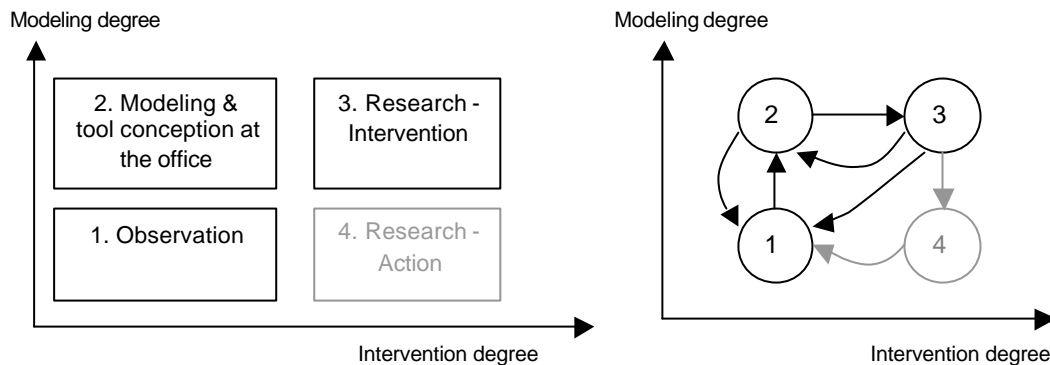 Modeling degree
2. Modeling &
tool conception at
the office
3. Research -
Intervention
1. Observation
4. Research -
Action
Intervention degree
Modeling degree
2
3
1
4
Intervention degree